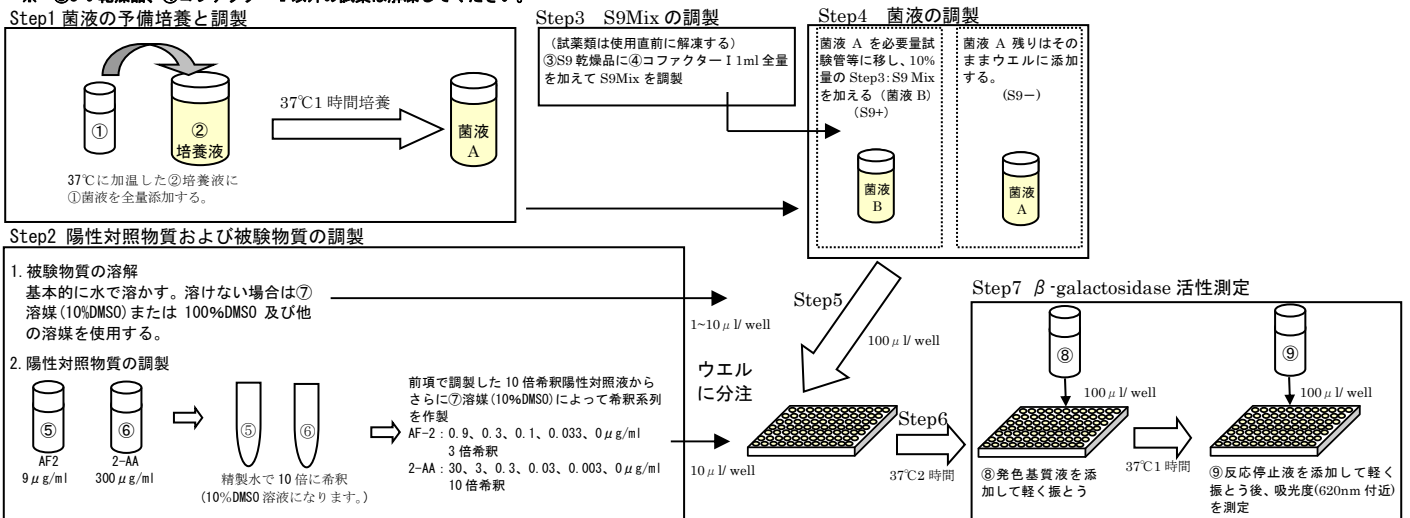 Step1 菌液の予備培養と調製
①
②
培養液
37℃1 時間培養
菌液
A
37℃に加温した②培養液に
①菌液を全量添加する。
Step3 S9Mix の調製
(試薬類は使用直前に解凍する)
③S9 乾燥品に④コファクターⅠ1ml 全量
を加えて S9Mix を調製
Step4 菌液の調製
菌液 A を必要量試
験管等に移し、10%
量の Step3:S9 Mix
を加える（菌液 B）
(S9+)
菌液
B
菌液 A 残りはその
ままウエルに添加
する。
(S9－)
菌液
A
Step2 陽性対照物質および被験物質の調製
1. 被験物質の溶解
基本的に水で溶かす。溶けない場合は⑦
溶媒(10%DMSO)または 100%DMSO 及び他
の溶媒を使用する。
1~10μl/ well
2. 陽性対照物質の調製
⑤
AF2
9μg/ml
⑥
2-AA
300μg/ml
⑤
⑥
精製水で 10 倍に希釈
(10%DMSO 溶液になります。)
前項で調製した 10 倍希釈陽性対照液から
さらに⑦溶媒(10%DMSO)によって希釈系列
を作製
AF-2：0.9、0.3、0.1、0.033、0μg/ml
3 倍希釈
2-AA：30、3、0.3、0.03、0.003、0μg/ml
10 倍希釈
10μl/ well
Step5
100μl/ well
ウエル
に分注
Step6
37℃2 時間
Step7 β-galactosidase 活性測定
⑧
100μl/ well
⑧発色基質液を添
加して軽く振とう
37℃1 時間
⑨
100μl/ well
⑨反応停止液を添加して軽く
振とう後、吸光度(620nm 付近)
を測定